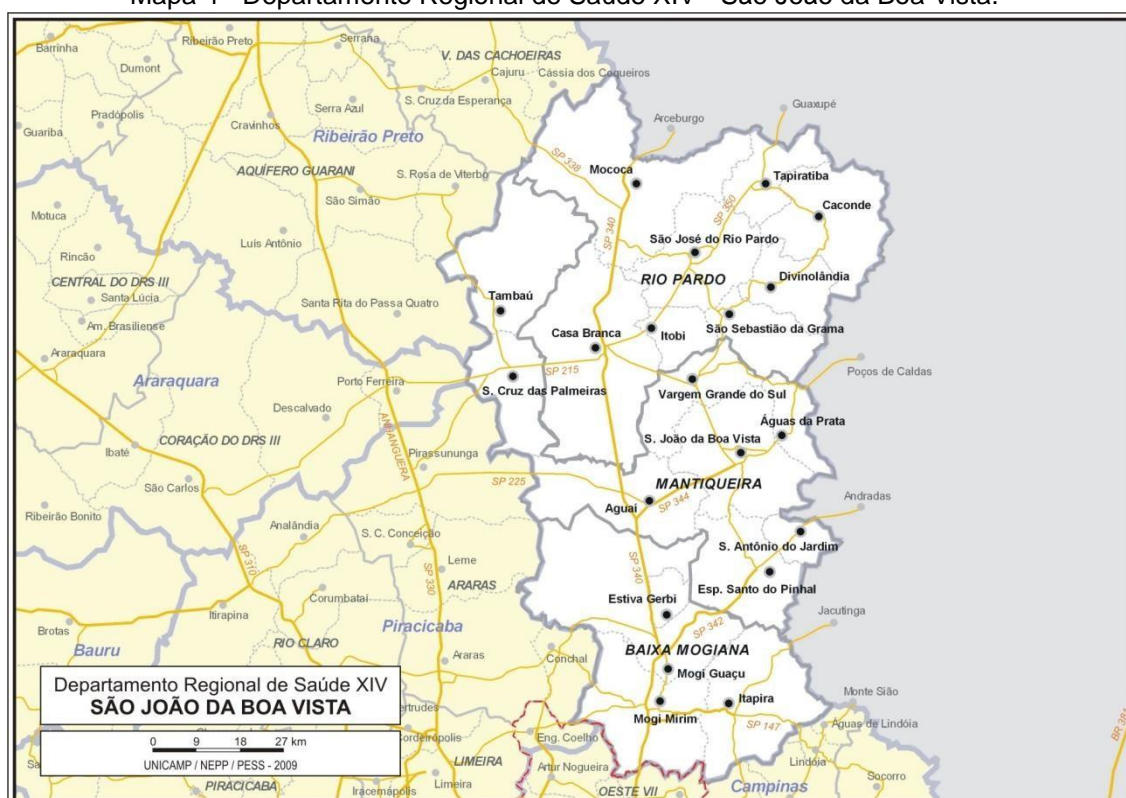 Mapa 4 - Departamento Regional de Saúde XIV – São João da Boa Vista.
Barrinha
Ribeirão Preto
Serrana
V. DAS CACHOEIRAS
Dumont
Cajuru
Cássia dos Coqueiros
Pradópolis
Serra Azul
S. Cruz da Esperança
Guaxupé
Guariba
Cravinhos
Ribeirão Preto
Arceburgo
SP 338
AQUÍFERO GUARANI
S. Rosa de Viterbo
Mococa
Tapiratiba
São Simão
SP 350
Caconde
Motuca
SP 340
Luís Antônio
São José do Rio Pardo
Rincão
CENTRAL DO DRS III
RIO PARDO
Divinolândia
Santa Lúcia
Santa Rita do Passa Quatro
Tambaú
Am. Brasiliense
Casa Branca
Itobi
São Sebastião da Grama
Araraquara
SP 215
Poços de Caldas
Araraquara
Porto Ferreira
S. Cruz das Palmeiras
Vargem Grande do Sul
Descalvado
Águas da Prata
CORAÇÃO DO DRS III
ANHANGUERA
S. João da Boa Vista
Ibaté
Pirassununga
São Carlos
SP 225
MANTIQUEIRA
Andradas
Ribeirão Bonito
Aguaí
SP 344
Analândia
S. C. Conceição
S. Antônio do Jardim
SP 310
SP 330
Leme
SP 340
ARARAS
Esp. Santo do Pinhal
Corumbataí
Estiva Gerbi
Itirapina
Jacutinga
Brotas
Piracicaba
SP 342
RIO CLARO
Bauru
Araras
Conchal
BAIXA MOGIANA
Mogi Guaçu
Departamento Regional de Saúde XIV
SÃO JOÃO DA BOA VISTA
Itapira
Monte Sião
Mogi Mirim
SP 147
Águas de Lindóia
BR 381
0 9 18 27 km
UNICAMP / NEPP / PESS - 2009
Eng. Coelho
LIMEIRA
Artur Nogueira
Lindóia
Socorro
PIRACICABA
Iracemápolis
Limeira
OESTE VII
Campinas